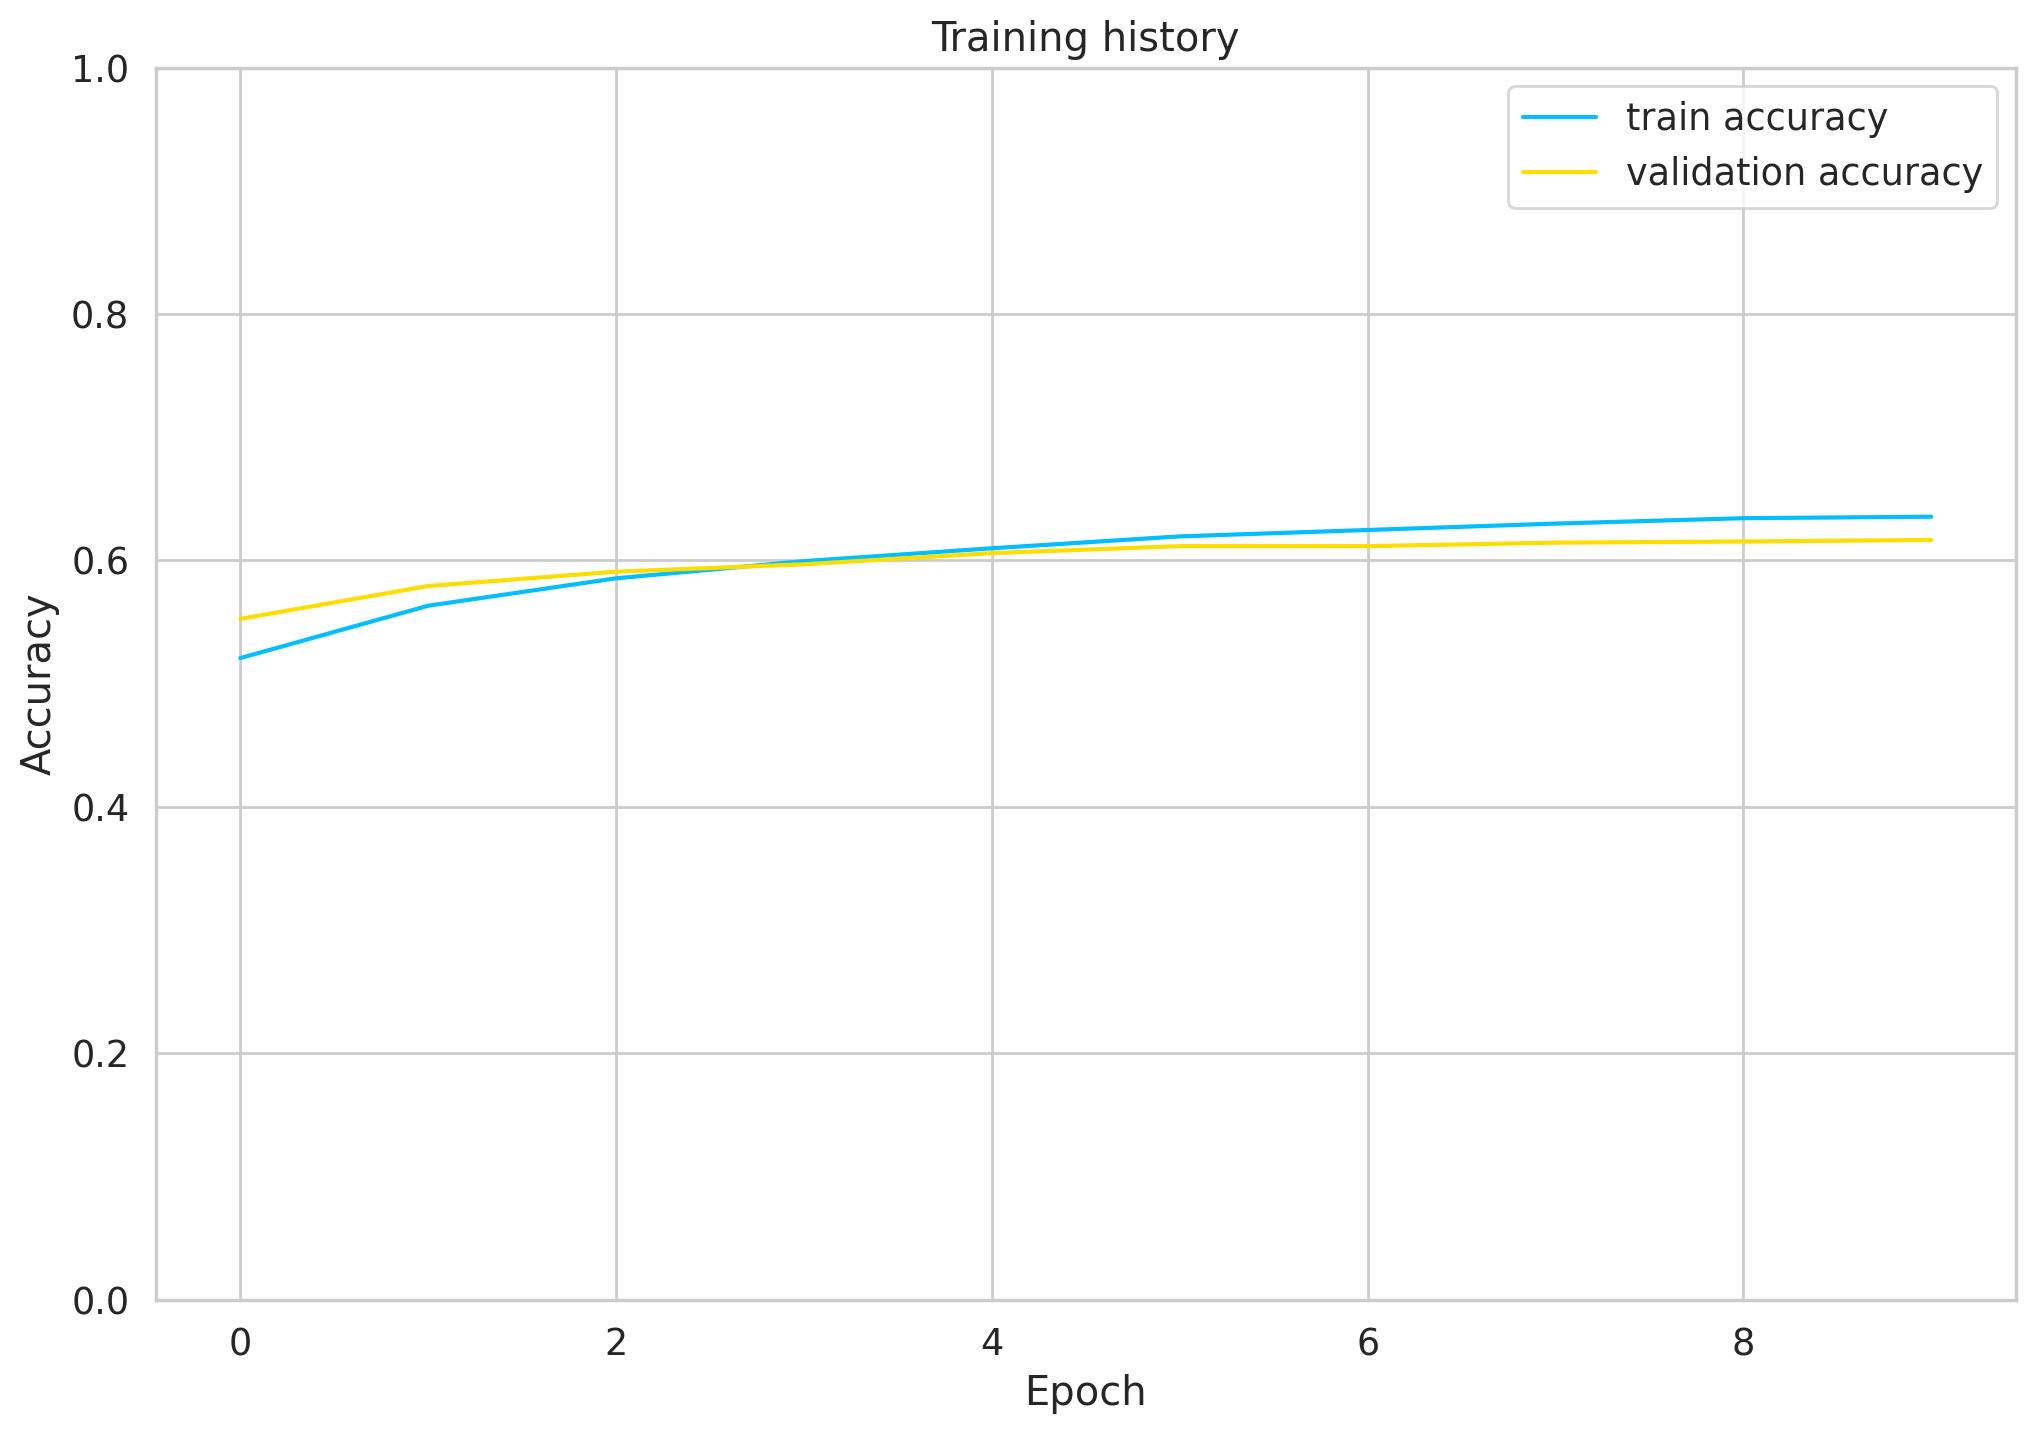 Training history
1.0
0.8
0.6
0.4
0.2
0.0
Accuracy
train accuracy
validation accuracy
0 2 4 6 8
Epoch